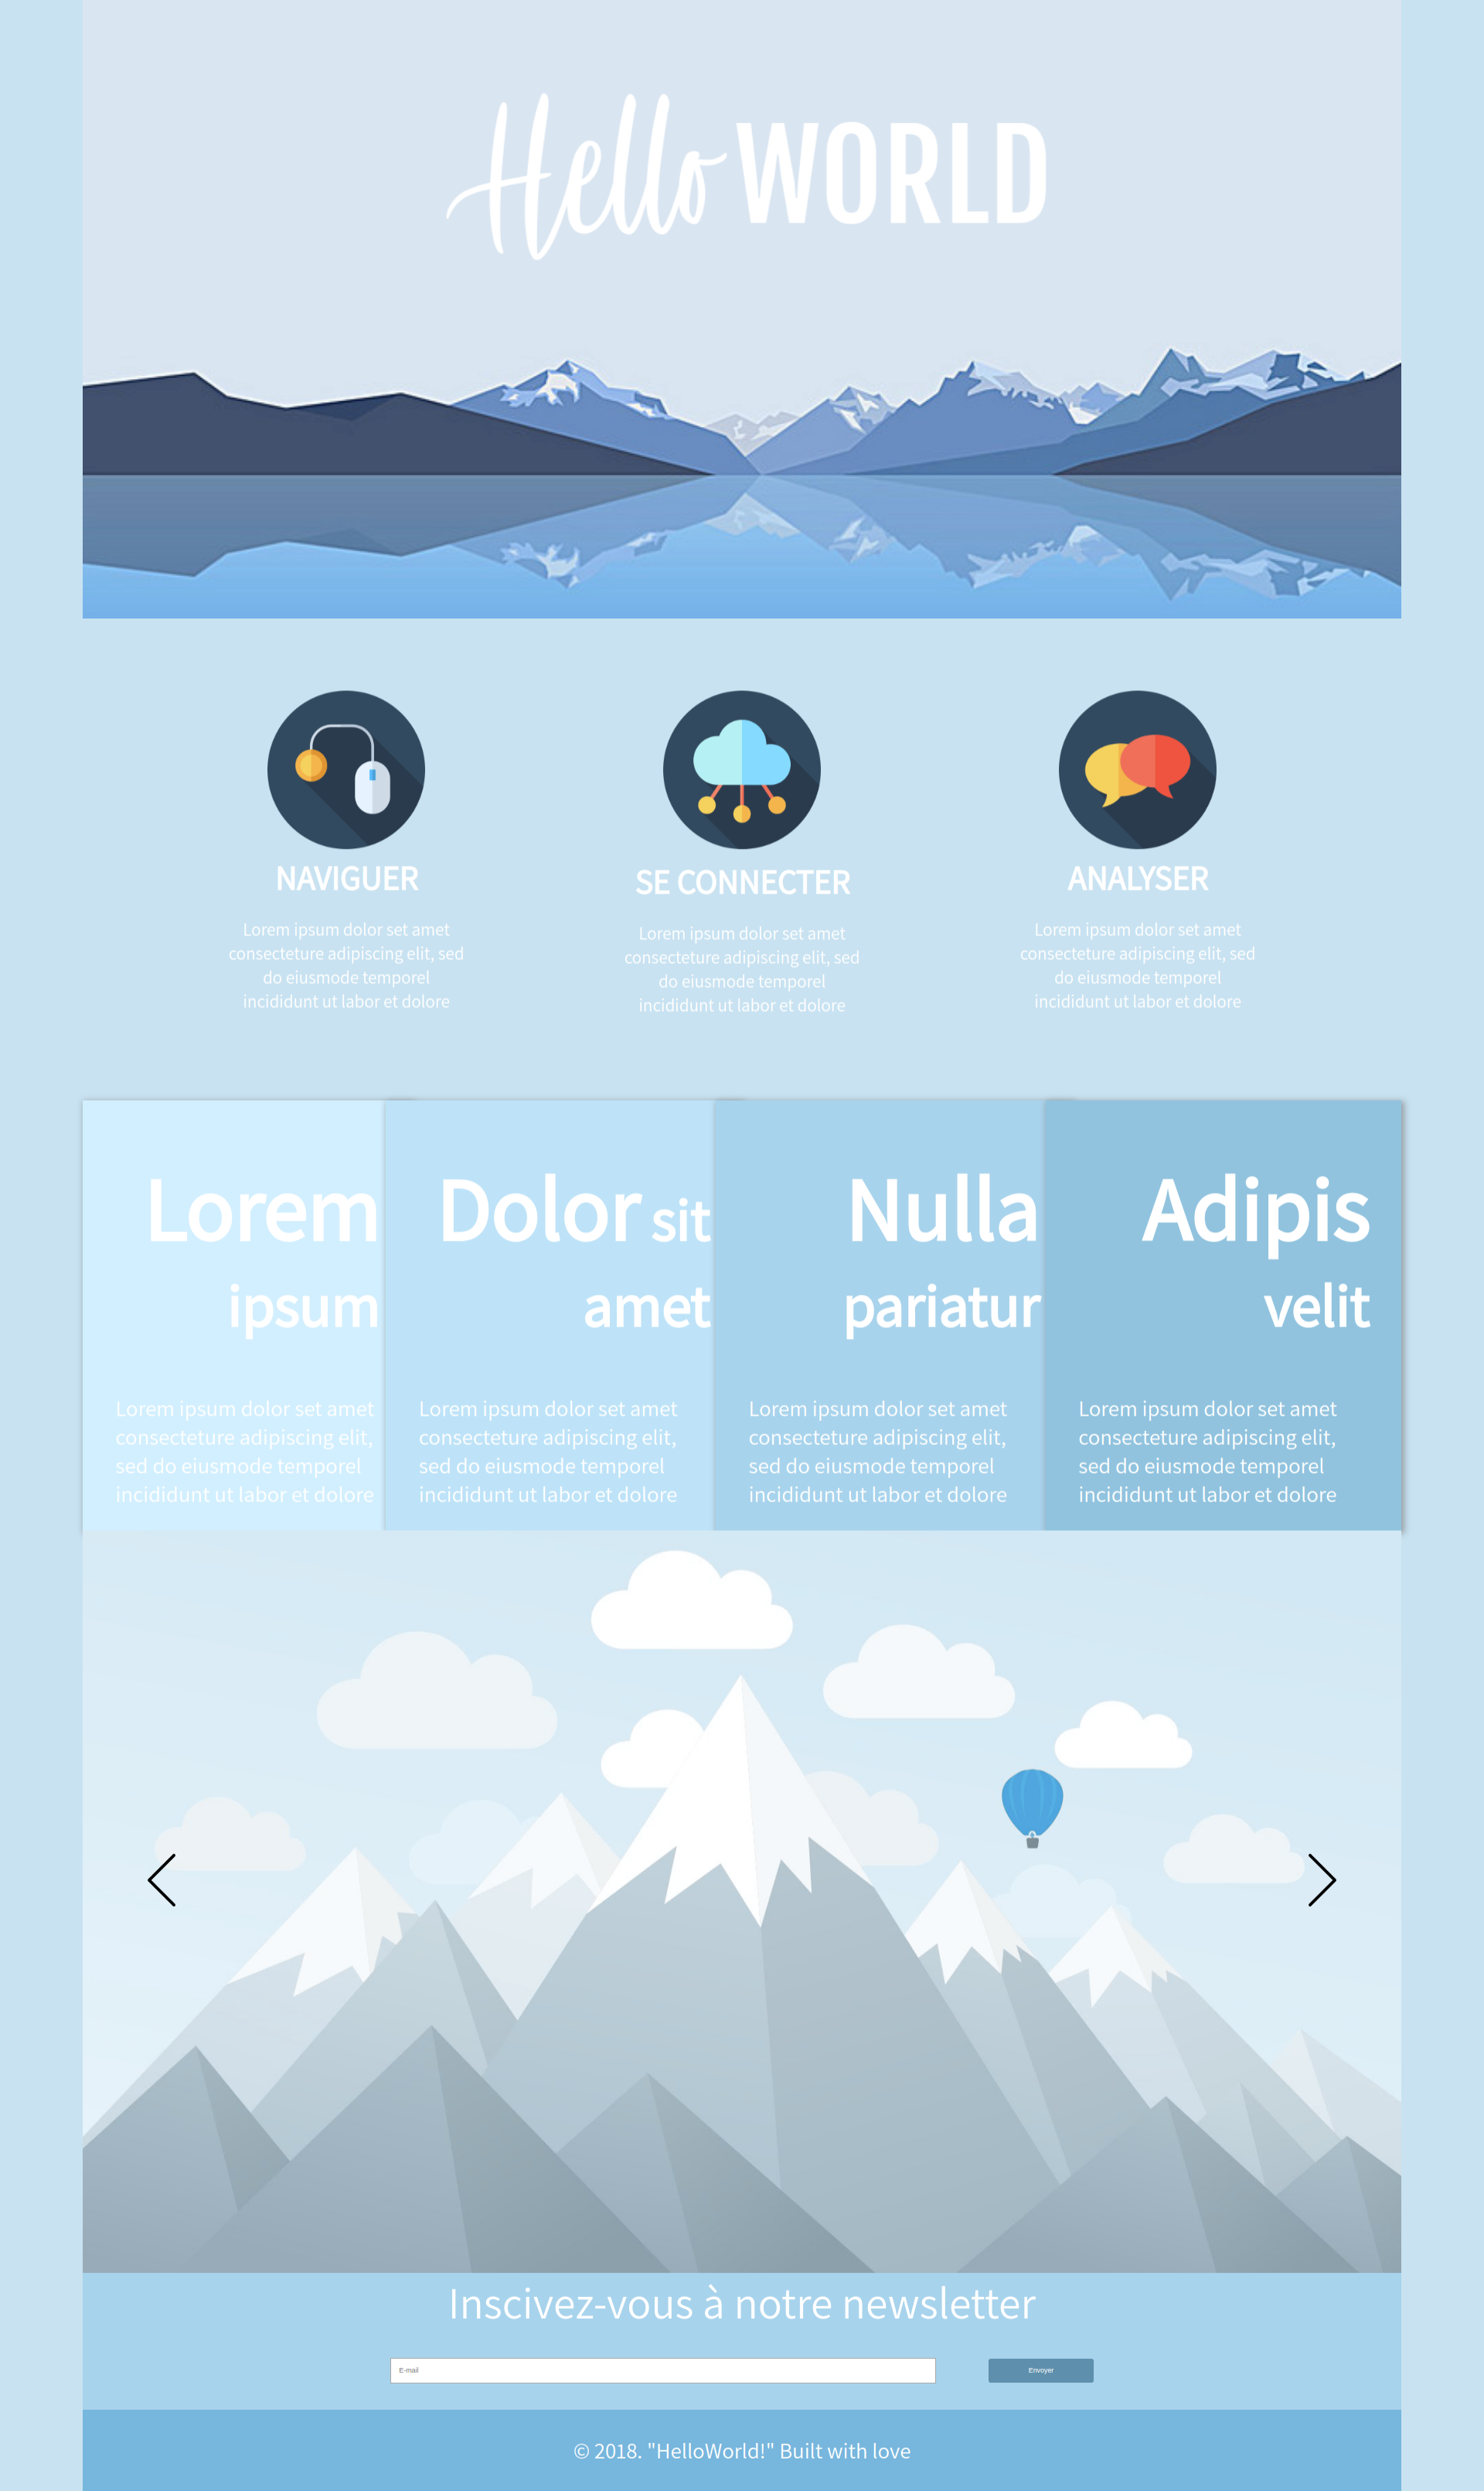 Hello WORLD
NAVIGUER
Lorem ipsum dolor set amet
consecteture adipiscing elit, sed
do eiusmode temporel
incididunt ut labor et dolore
SE CONNECTER
Lorem ipsum dolor set amet
consecteture adipiscing elit, sed
do eiusmode temporel
incididunt ut labor et dolore
ANALYSER
Lorem ipsum dolor set amet
consecteture adipiscing elit, sed
do eiusmode temporel
incididunt ut labor et dolore
Lorem
ipsum
Lorem ipsum dolor set amet
consecteture adipiscing elit,
sed do eiusmode temporel
incididunt ut labor et dolore
Dolor sit
amet
Lorem ipsum dolor set amet
consecteture adipiscing elit,
sed do eiusmode temporel
incididunt ut labor et dolore
Nulla
pariatur
Lorem ipsum dolor set amet
consecteture adipiscing elit,
sed do eiusmode temporel
incididunt ut labor et dolore
Adipis
velit
Lorem ipsum dolor set amet
consecteture adipiscing elit,
sed do eiusmode temporel
incididunt ut labor et dolore
Inscivez-vous à notre newsletter
E-mail
Envoyer
© 2018. "HelloWorld!" Built with love